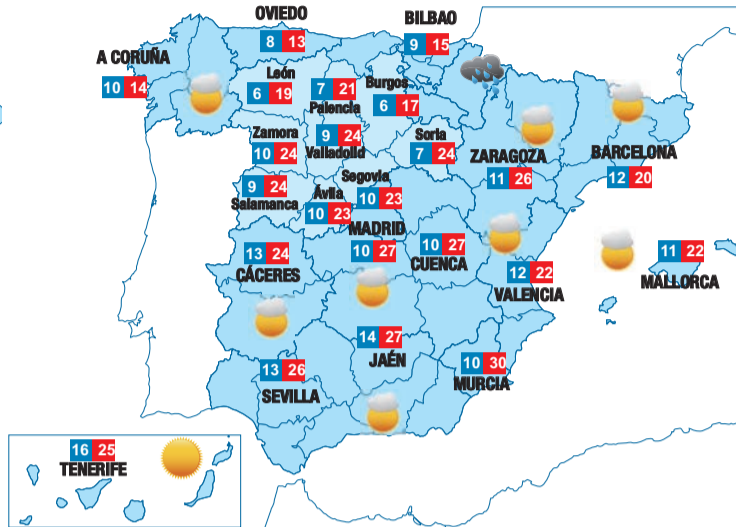 OVIEDO
8 13
BILBAO
9 15
A CORUÑA
10 14
León
6 19
7 21
Palencia
Burgos
6 17
Zamora
10 24
9 24
Valladolid
Soria
7 24
ZARAGOZA
11 26
BARCELONA
12 20
9 24
Salamanca
Ávila
10 23
Segovia
10 23
MADRID
10 27
10 27
CUENCA
13 24
CÁCERES
12 22
VALENCIA
11 22
MALLORCA
14 27
JAÉN
10 30
MURCIA
13 26
SEVILLA
16 25
TENERIFE